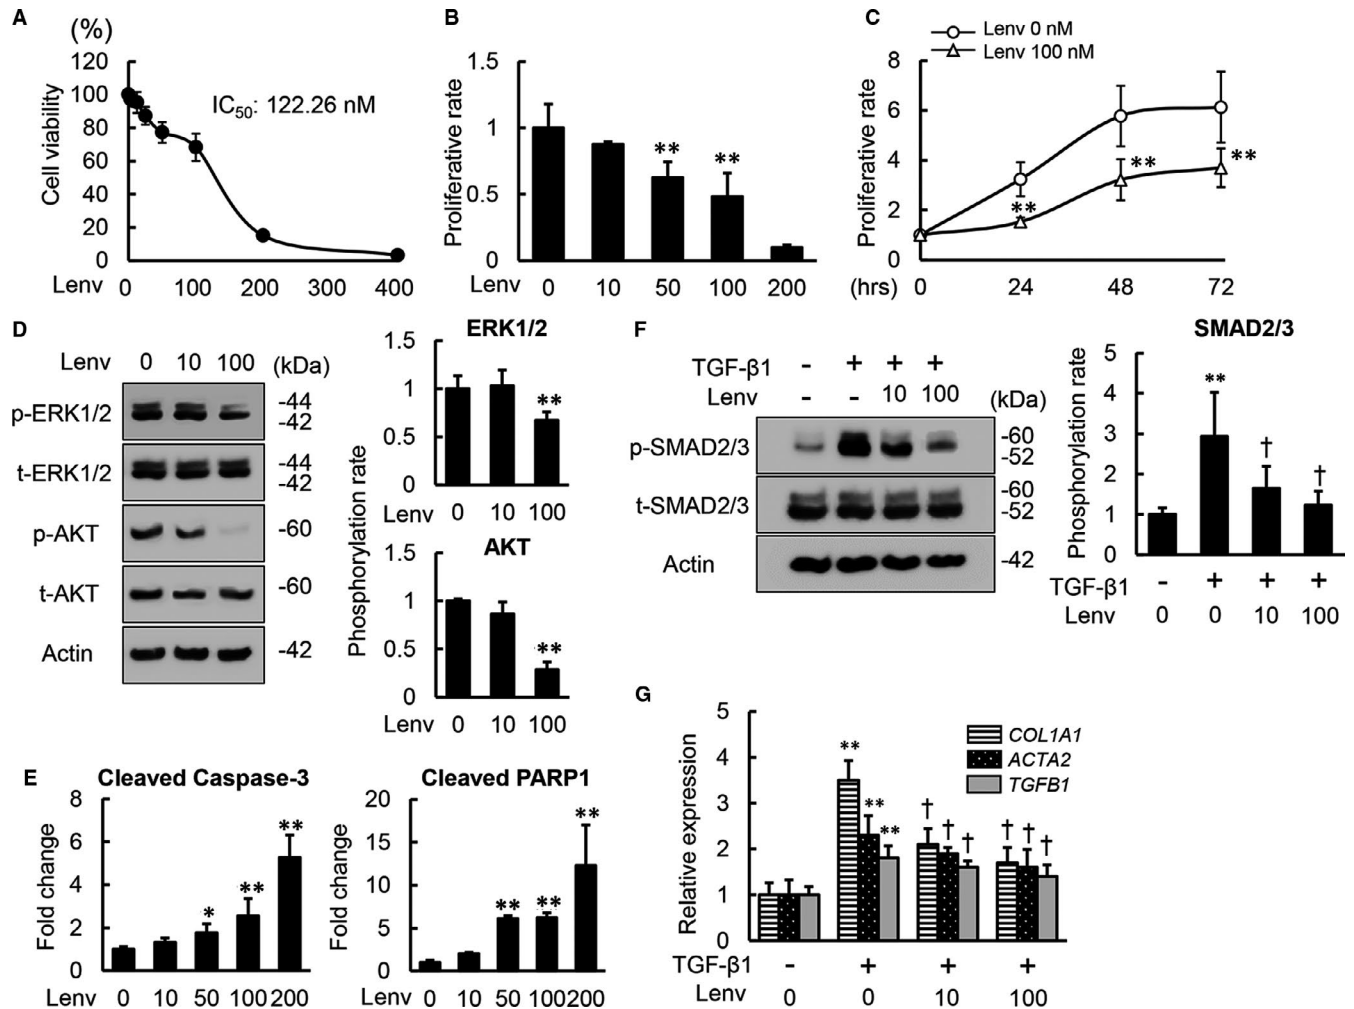 A
(%)
120
100
80
60
40
20
0
Cell viability
IC50: 122.26 nM
Lenv 0 100 200 300 400
B
1.5
1
0.5
0
Proliferative rate
** **
Lenv 0 10 50 100 200
C
Lenv 0 nM
Lenv 100 nM
8
6
4
2
0
Proliferative rate
** ** **
(hrs) 0 24 48 72
D
Lenv 0 10 100 (kDa)
p-ERK1/2 -44
-42
t-ERK1/2 -44
-42
p-AKT -60
t-AKT -60
Actin -42
Phosphorylation rate
ERK1/2
1.5
1
0.5
0
**
Lenv 0 10 100
AKT
1.5
1
0.5
0
**
Lenv 0 10 100
E
Cleaved Caspase-3
8
6
4
2
0
Fold change
* ** **
Lenv 0 10 50 100 200
Cleaved PARP1
20
15
10
5
0
Fold change
** ** **
Lenv 0 10 50 100 200
F
TGF-β1 - + + +
Lenv - - 10 100 (kDa)
p-SMAD2/3 -60
-52
t-SMAD2/3 -60
-52
Actin -42
SMAD2/3
5
4
3
2
1
0
Phosphorylation rate
** † †
TGF-β1 - + + +
Lenv 0 0 10 100
G
5
4
3
2
1
0
Relative expression
COL1A1
ACTA2
TGFB1
** ** ** † † † † † †
TGF-β1 - + + +
Lenv 0 0 10 100